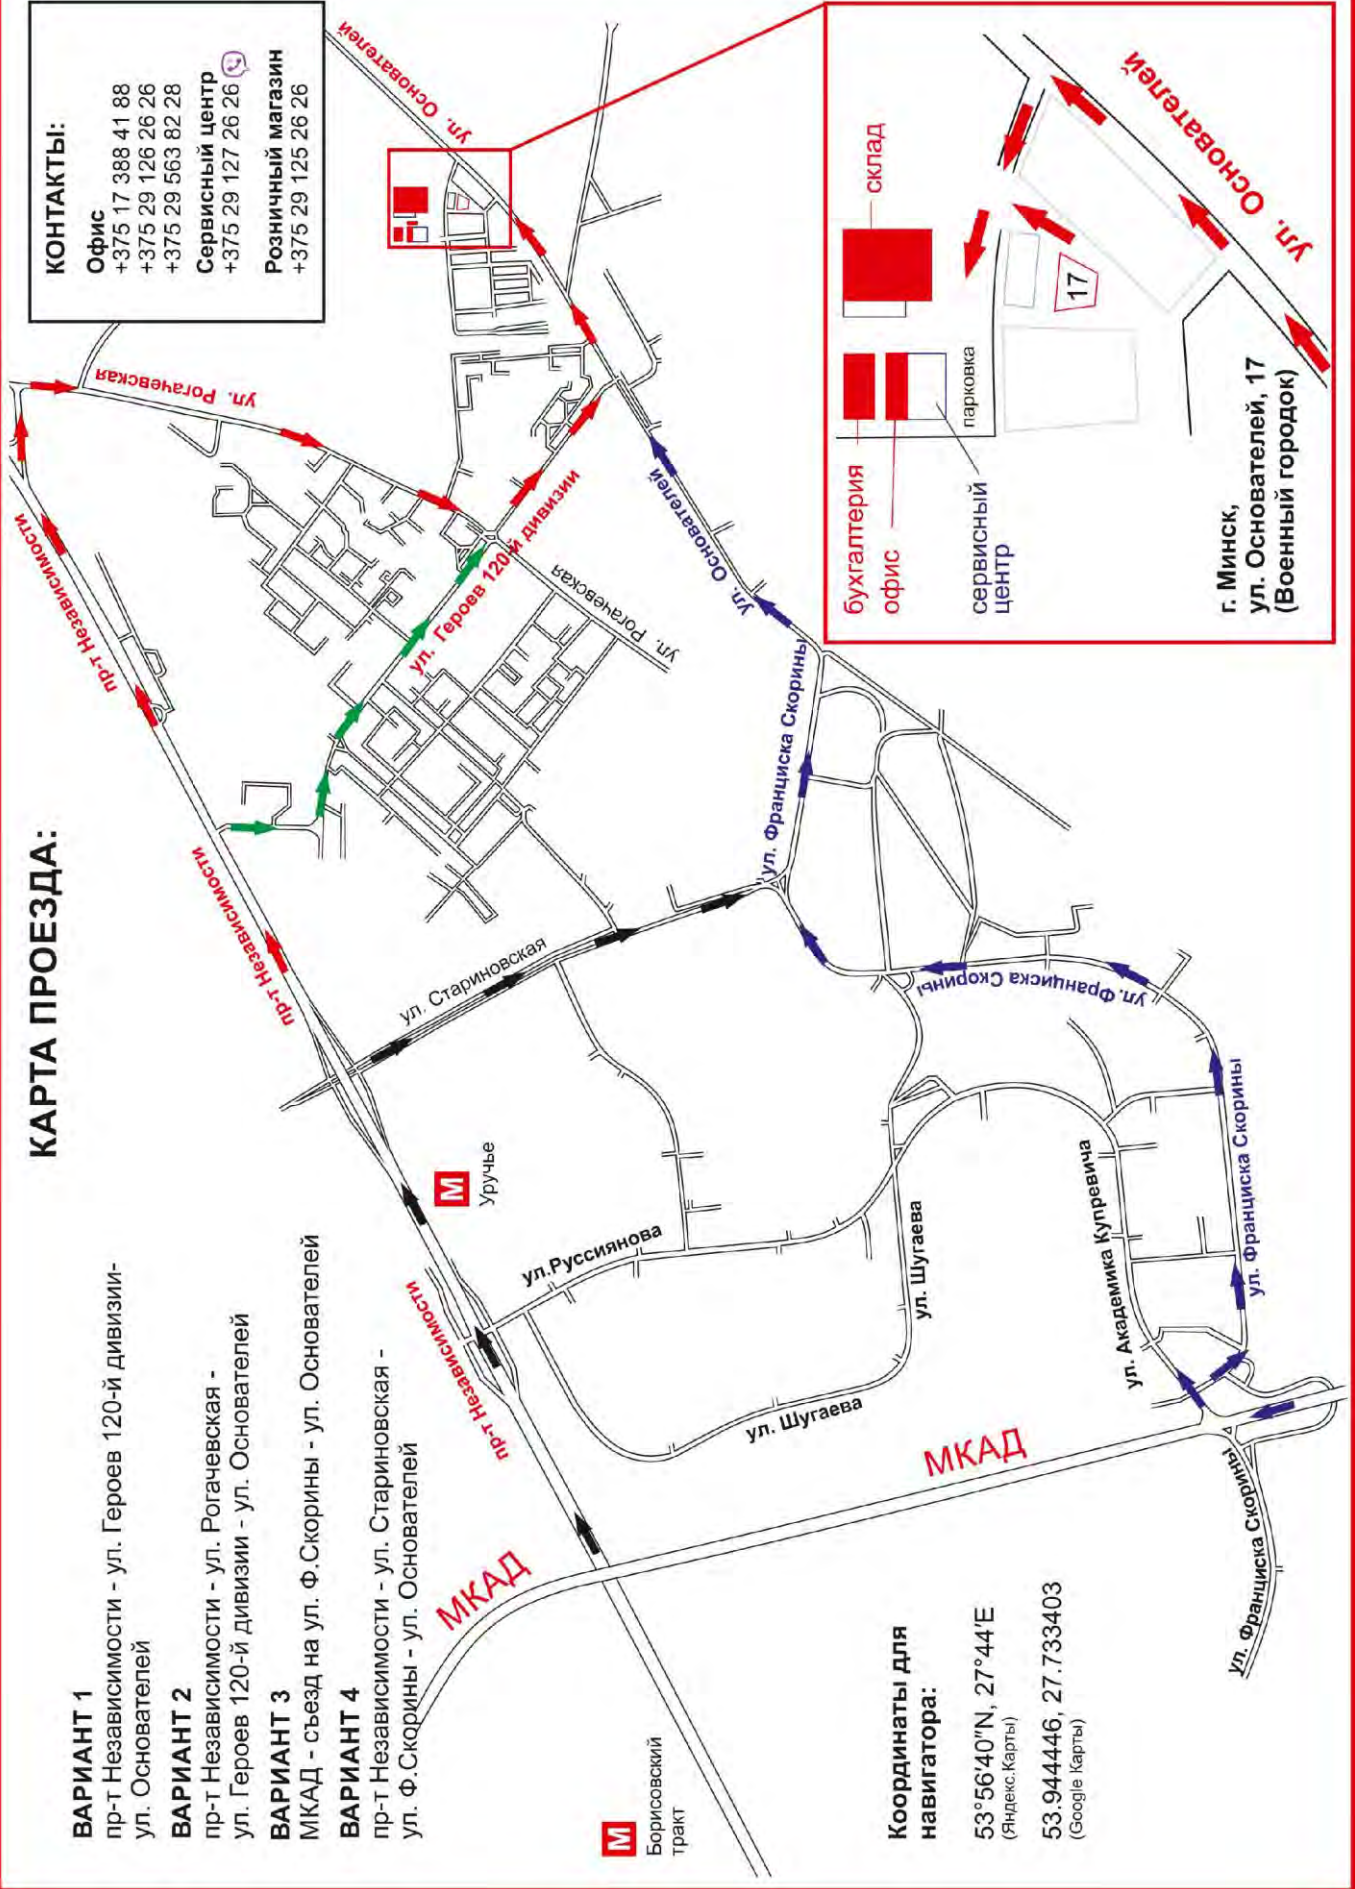 КАРТА ПРОЕЗДА:
ВАРИАНТ 1
пр-т Независимости - ул. Героев 120-й дивизии-
ул. Основателей
ВАРИАНТ 2
пр-т Независимости - ул. Рогачевская -
ул. Героев 120-й дивизии - ул. Основателей
ВАРИАНТ 3
МКАД - съезд на ул. Ф.Скорины - ул. Основателей
ВАРИАНТ 4
пр-т Независимости - ул. Стариновская -
ул. Ф.Скорины - ул. Основателей
КОНТАКТЫ:
Офис
+375 17 388 41 88
+375 29 126 26 26
+375 29 563 82 28
Сервисный центр
+375 29 127 26 26
Розничный магазин
+375 29 125 26 26
пр-т Независимости
пр-т Независимости
пр-т Независимости
ул. Рогачевская
ул. Рогачевская
ул. Героев 120-й дивизии
ул. Основателей
ул. Основателей
ул. Стариновская
ул. Франциска Скорины
ул. Франциска Скорины
ул. Франциска Скорины
ул. Франциска Скорины
М
Уручье
ул.Руссиянова
ул. Шугаева
ул. Шугаева
ул. Академика Купревича
МКАД
МКАД
М
Борисовский
тракт
Координаты для
навигатора:
53°56'40"N, 27°44'E
(Яндекс.Карты)
53.944446, 27.733403
(Google Карты)
бухгалтерия
офис
сервисный
центр
парковка
склад
17
ул. Основателей
г. Минск,
ул. Основателей, 17
(Военный городок)